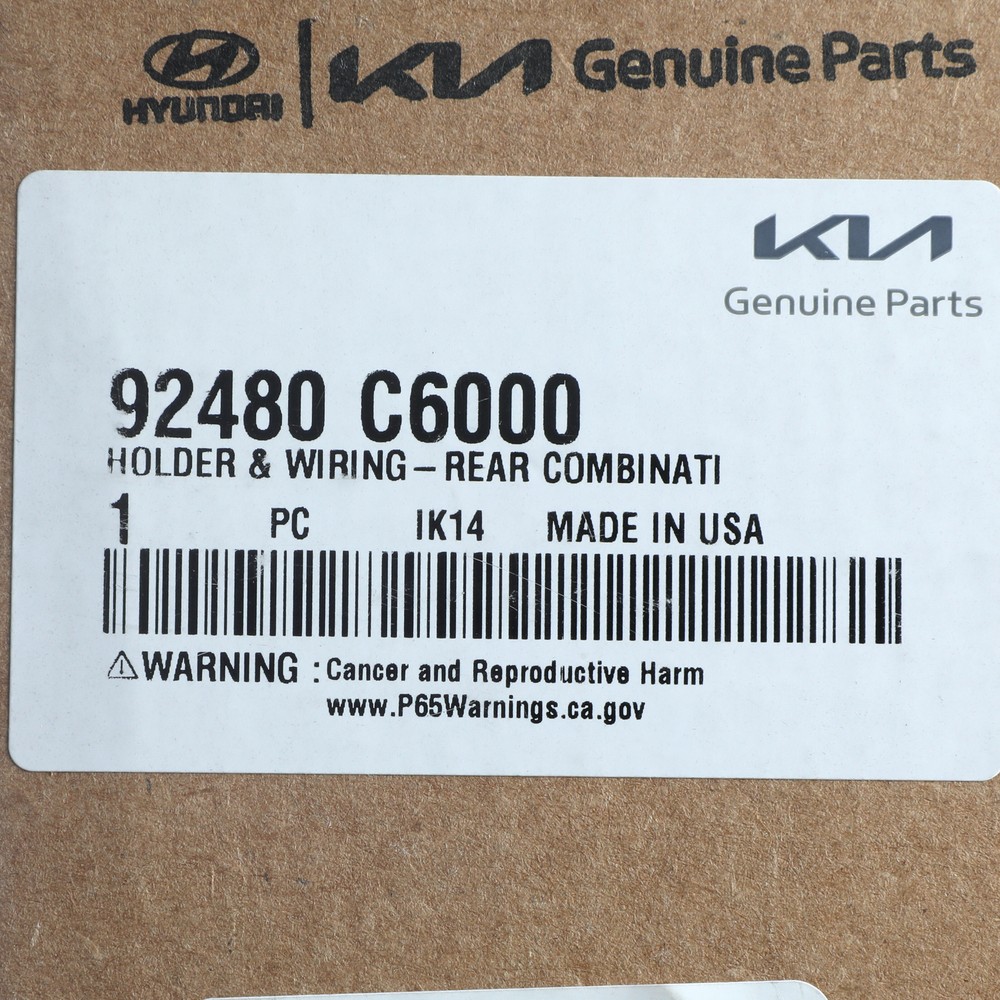 HYUNDAI | KIA Genuine Parts
KIA
Genuine Parts
92480 C6000
HOLDER & WIRING-REAR COMBINATI
1 PC IK14 MADE IN USA
⚠WARNING : Cancer and Reproductive Harm
www.P65Warnings.ca.gov